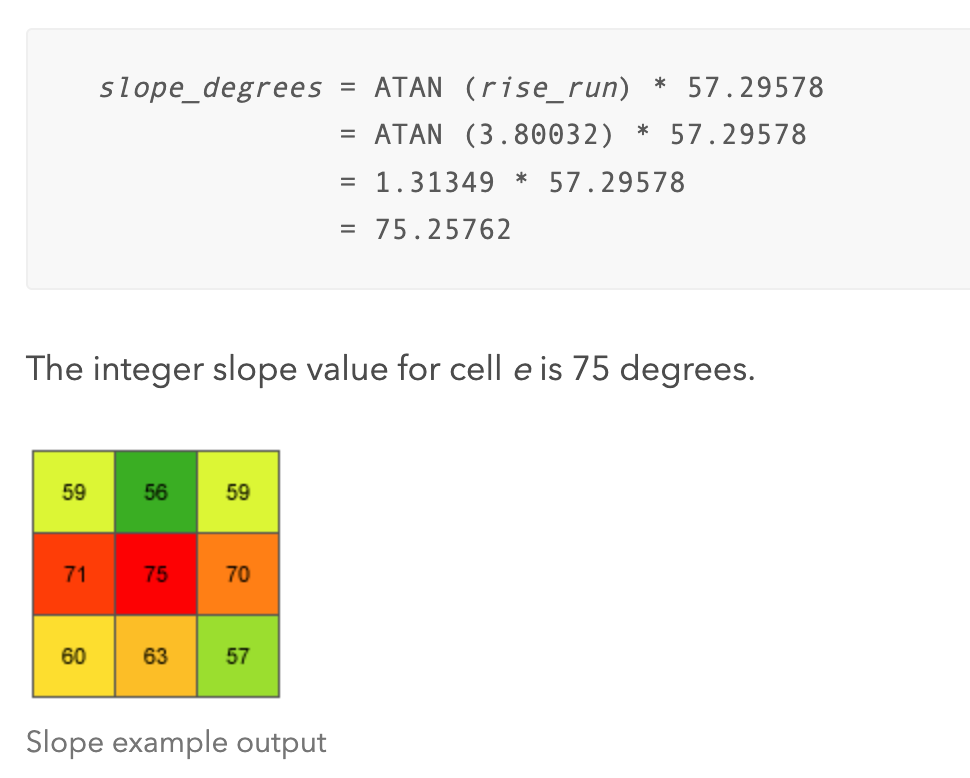 slope_degrees = ATAN (rise_run) * 57.29578
= ATAN (3.80032) * 57.29578
= 1.31349 * 57.29578
= 75.25762
The integer slope value for cell e is 75 degrees.
59 56 59
71 75 70
60 63 57
Slope example output